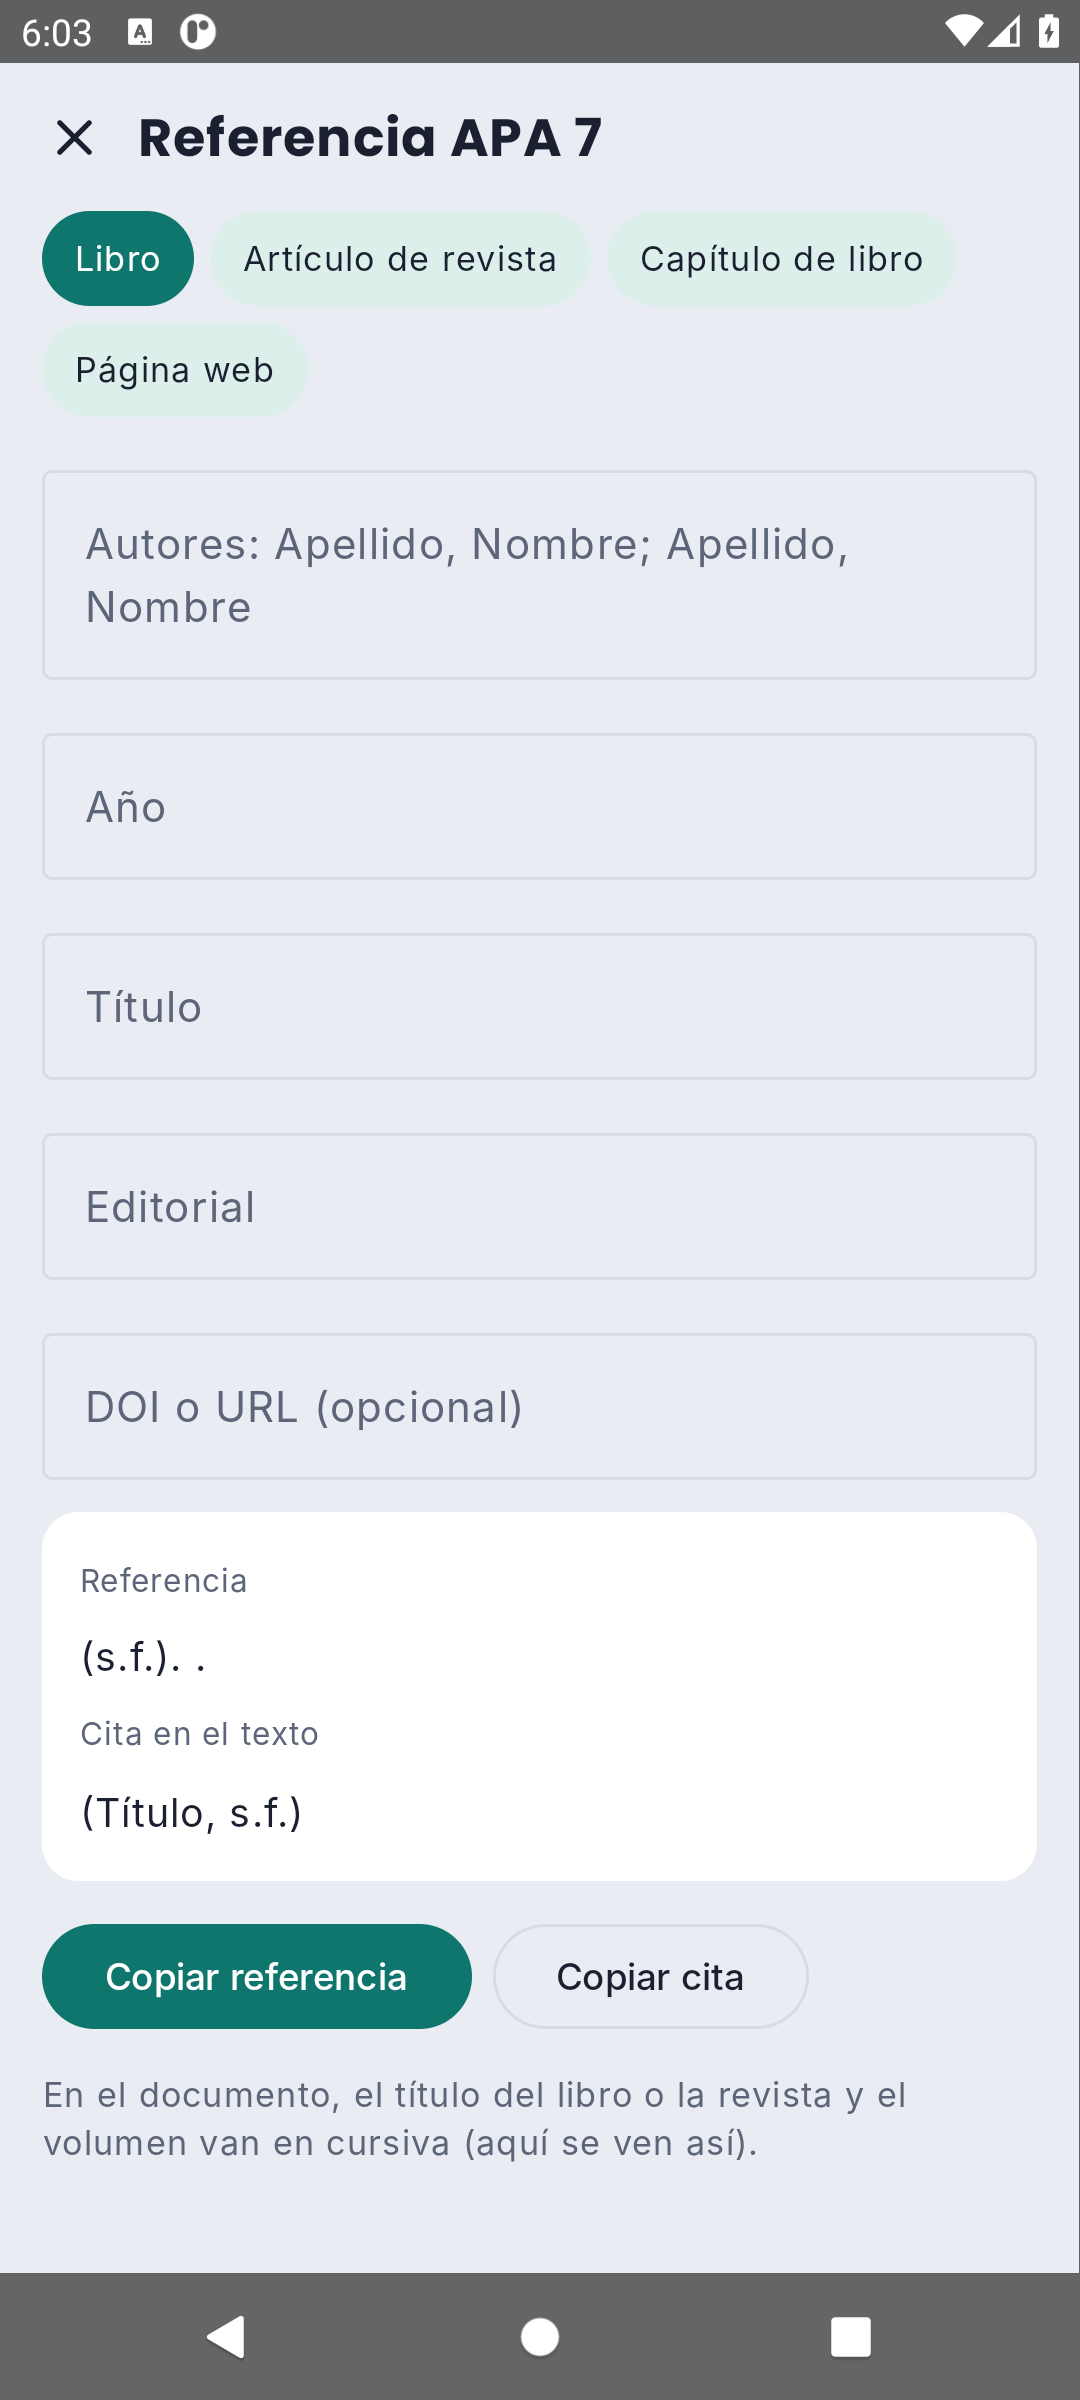 6:03
Referencia APA 7
Libro
Artículo de revista
Capítulo de libro
Página web
Autores: Apellido, Nombre; Apellido,
Nombre
Año
Título
Editorial
DOI o URL (opcional)
Referencia
(s.f.). .
Cita en el texto
(Título, s.f.)
Copiar referencia
Copiar cita
En el documento, el título del libro o la revista y el
volumen van en cursiva (aquí se ven así).